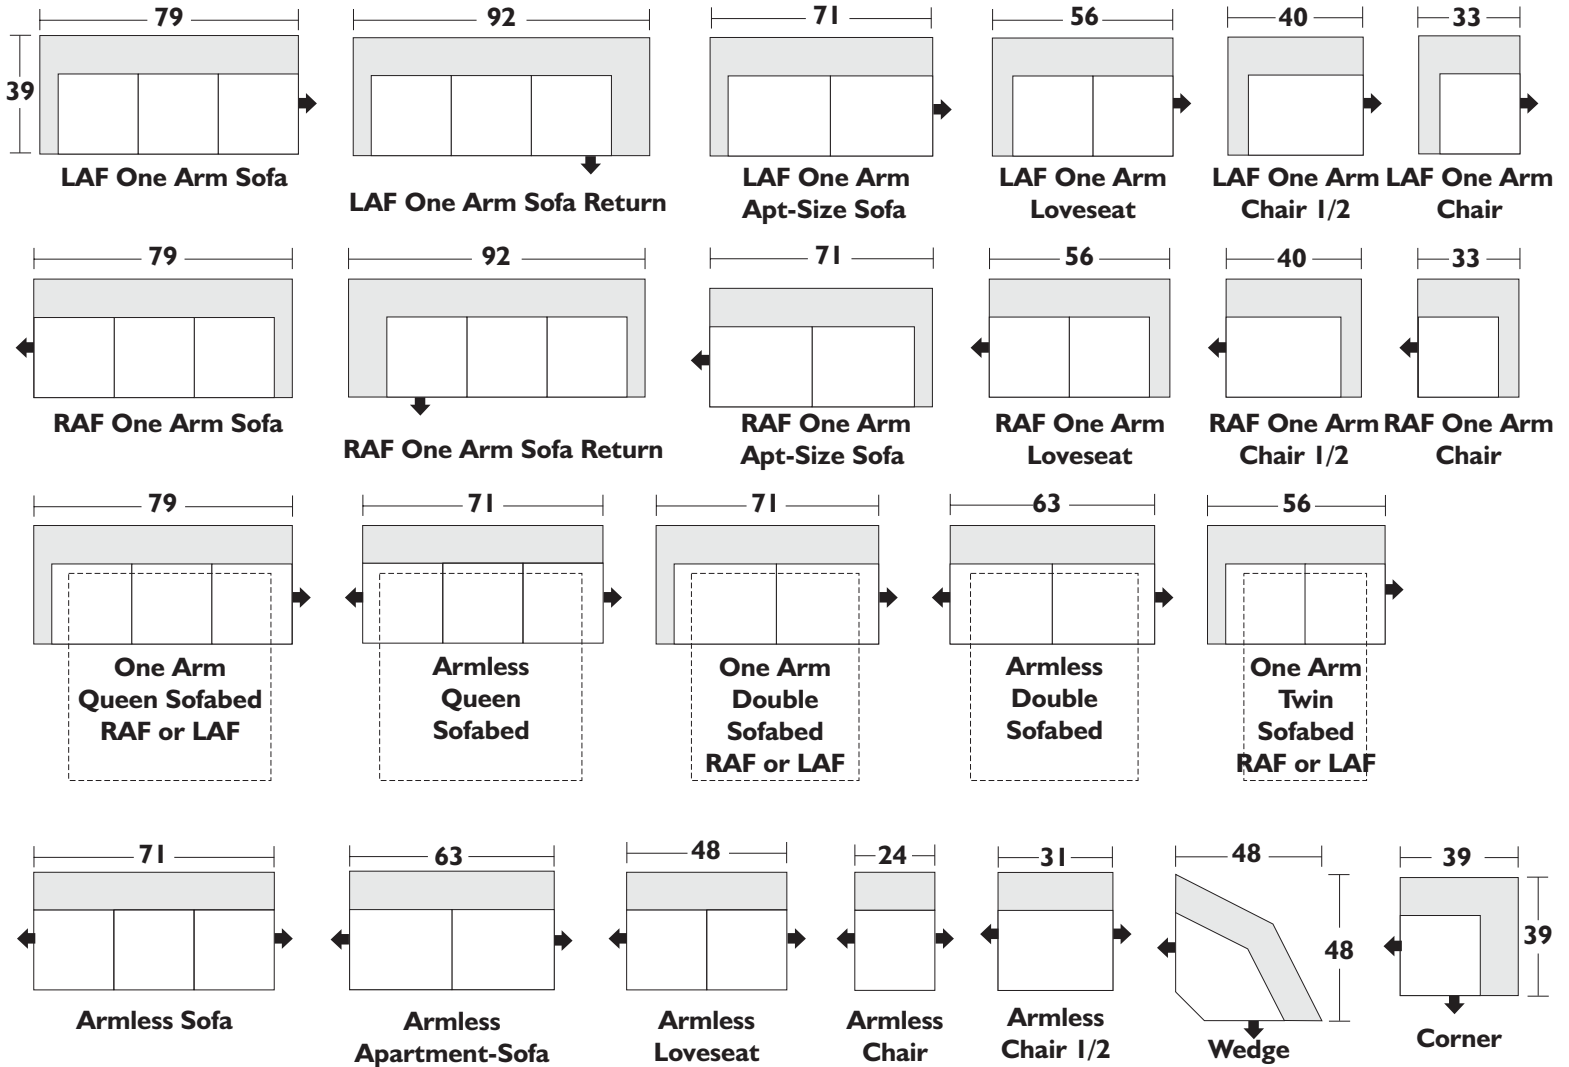 79
92
71
56
40
33
39
LAF One Arm Sofa
LAF One Arm Sofa Return
LAF One Arm
Apt-Size Sofa
LAF One Arm
Loveseat
LAF One Arm
Chair 1/2
LAF One Arm
Chair
79
92
71
56
40
33
RAF One Arm Sofa
RAF One Arm Sofa Return
RAF One Arm
Apt-Size Sofa
RAF One Arm
Loveseat
RAF One Arm
Chair 1/2
RAF One Arm
Chair
79
71
71
63
56
One Arm
Queen Sofabed
RAF or LAF
Armless
Queen
Sofabed
One Arm
Double
Sofabed
RAF or LAF
Armless
Double
Sofabed
One Arm
Twin
Sofabed
RAF or LAF
71
63
48
24
31
48
39
48
39
Armless Sofa
Armless
Apartment-Sofa
Armless
Loveseat
Armless
Chair
Armless
Chair 1/2
Wedge
Corner